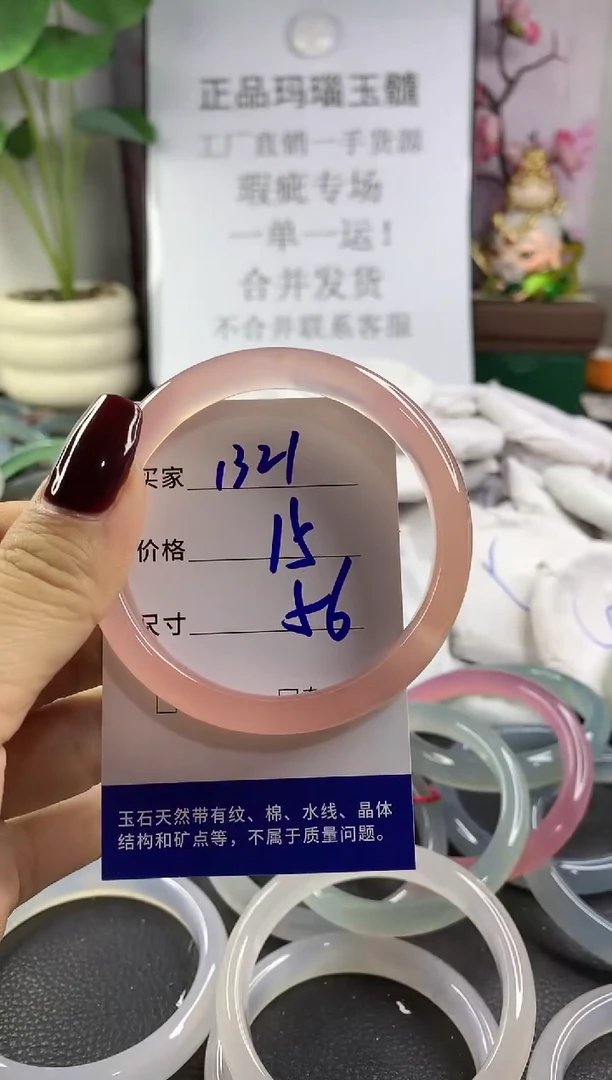 正品玛瑙玉髓
工厂直销一手货源
瑕疵专场
一单一运！
合并发货
不合并联系客服
买家 1321
价格 15
尺寸 56
玉石天然带有纹、棉、水线、晶体
结构和矿点等，不属于质量问题。